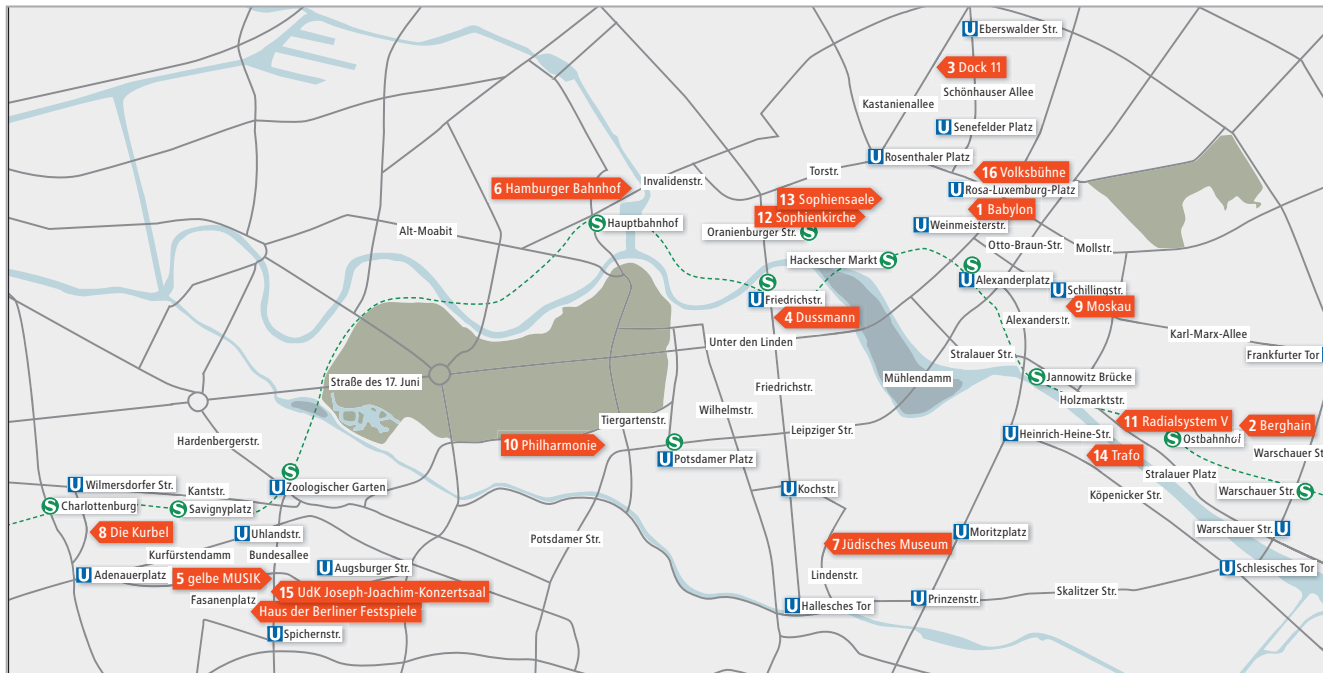 U Eberswalder Str.
3 Dock 11
Schönhauser Allee
Kastanienallee
U Senefelder Platz
U Rosenthaler Platz
Torstr.
16 Volksbühne
6 Hamburger Bahnhof
Invalidenstr.
U Rosa-Luxemburg-Platz
13 Sophiensaele
12 Sophienkirche
1 Babylon
S Hauptbahnhof
U Weinmeisterstr.
Alt-Moabit
Oranienburger Str. S
Otto-Braun-Str.
Mollstr.
Hackescher Markt S
S
U Alexanderplatz
S
U Schillingstr.
U Friedrichstr.
9 Moskau
4 Dussmann
Alexanderstr.
Karl-Marx-Allee
Unter den Linden
Stralauer Str.
Frankfurter Tor
Straße des 17. Juni
Mühlendamm
S Jannowitz Brücke
Friedrichstr.
Holzmarktstr.
Wilhelmstr.
Tiergartenstr.
11 Radialsystem V
2 Berghain
Leipziger Str.
U Heinrich-Heine-Str.
S Ostbahnhof
Hardenbergerstr.
10 Philharmonie
S
14 Trafo
Warschauer St
U Potsdamer Platz
Stralauer Platz
S
U Wilmersdorfer Str.
U Zoologischer Garten
U Kochstr.
Kantstr.
Köpenicker Str.
Warschauer Str. S
S Charlottenburg
S Savignyplatz
8 Die Kurbel
U Uhlandstr.
U Moritzplatz
Warschauer Str. U
Potsdamer Str.
7 Jüdisches Museum
Kurfürstendamm
Bundesallee
U Adenauerplatz
5 gelbe MUSIK
U Augsburger Str.
Lindenstr.
U Schlesisches Tor
15 UdK Joseph-Joachim-Konzertsaal
Skalitzer Str.
Fasanenplatz
U Prinzenstr.
Haus der Berliner Festspiele
U Hallesches Tor
U Spichernstr.